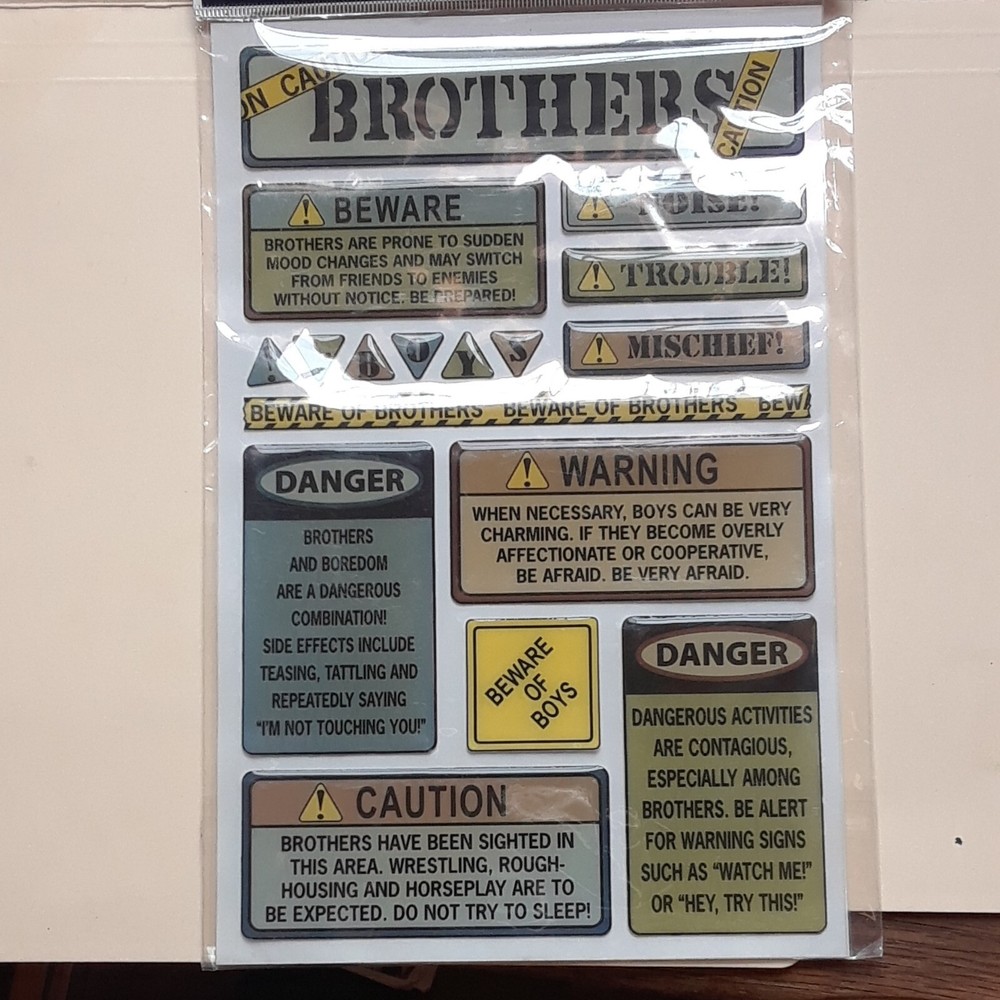 ON CAUTION
BROTHERS
CAUTION
BEWARE
BROTHERS ARE PRONE TO SUDDEN
MOOD CHANGES AND MAY SWITCH
FROM FRIENDS TO ENEMIES
WITHOUT NOTICE. BE PREPARED!
NOISE!
TROUBLE!
MISCHIEF!
B O Y S
BEWARE OF BROTHERS BEWARE OF BROTHERS BEW
DANGER
BROTHERS
AND BOREDOM
ARE A DANGEROUS
COMBINATION!
SIDE EFFECTS INCLUDE
TEASING, TATTLING AND
REPEATEDLY SAYING
"I'M NOT TOUCHING YOU!"
WARNING
WHEN NECESSARY, BOYS CAN BE VERY
CHARMING. IF THEY BECOME OVERLY
AFFECTIONATE OR COOPERATIVE,
BE AFRAID. BE VERY AFRAID.
BEWARE
OF
BOYS
DANGER
DANGEROUS ACTIVITIES
ARE CONTAGIOUS,
ESPECIALLY AMONG
BROTHERS. BE ALERT
FOR WARNING SIGNS
SUCH AS "WATCH ME!"
OR "HEY, TRY THIS!"
CAUTION
BROTHERS HAVE BEEN SIGHTED IN
THIS AREA. WRESTLING, ROUGH-
HOUSING AND HORSEPLAY ARE TO
BE EXPECTED. DO NOT TRY TO SLEEP!